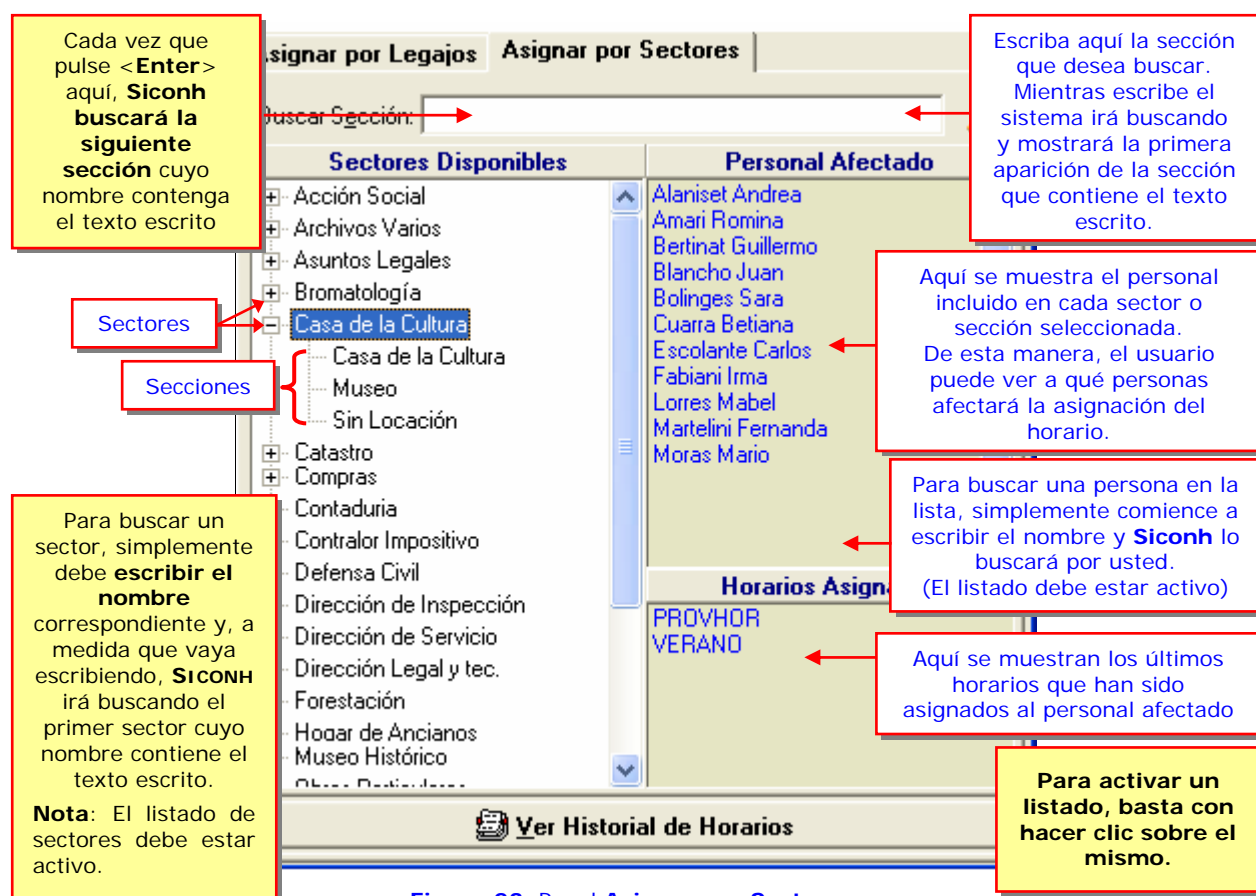 Cada vez que
pulse <Enter>
aquí, Siconh
buscará la
siguiente
sección cuyo
nombre contenga
el texto escrito
signar por Legajos
Asignar por Sectores
Buscar Sección:
Escriba aquí la sección
que desea buscar.
Mientras escribe el
sistema irá buscando
y mostrará la primera
aparición de la sección
que contiene el texto
escrito.
Sectores Disponibles
Acción Social
Archivos Varios
Asuntos Legales
Bromatología
Casa de la Cultura
Casa de la Cultura
Museo
Sin Locación
Catastro
Compras
Contaduria
Contralor Impositivo
Defensa Civil
Dirección de Inspección
Dirección de Servicio
Dirección Legal y tec.
Forestación
Hogar de Ancianos
Museo Histórico
Sectores
Secciones
Personal Afectado
Alaniset Andrea
Amari Romina
Bertinat Guillermo
Blancho Juan
Bolinges Sara
Cuarra Betiana
Escolante Carlos
Fabiani Irma
Lorres Mabel
Martelini Fernanda
Moras Mario
Aquí se muestra el personal
incluido en cada sector o
sección seleccionada.
De esta manera, el usuario
puede ver a qué personas
afectará la asignación del
horario.
Para buscar una persona en la
lista, simplemente comience a
escribir el nombre y Siconh lo
buscará por usted.
(El listado debe estar activo)
Horarios Asign
PROVHOR
VERANO
Aquí se muestran los últimos
horarios que han sido
asignados al personal afectado
Para buscar un
sector, simplemente
debe escribir el
nombre
correspondiente y, a
medida que vaya
escribiendo, SICONH
irá buscando el
primer sector cuyo
nombre contiene el
texto escrito.
Nota: El listado de
sectores debe estar
activo.
Ver Historial de Horarios
Para activar un
listado, basta con
hacer clic sobre el
mismo.